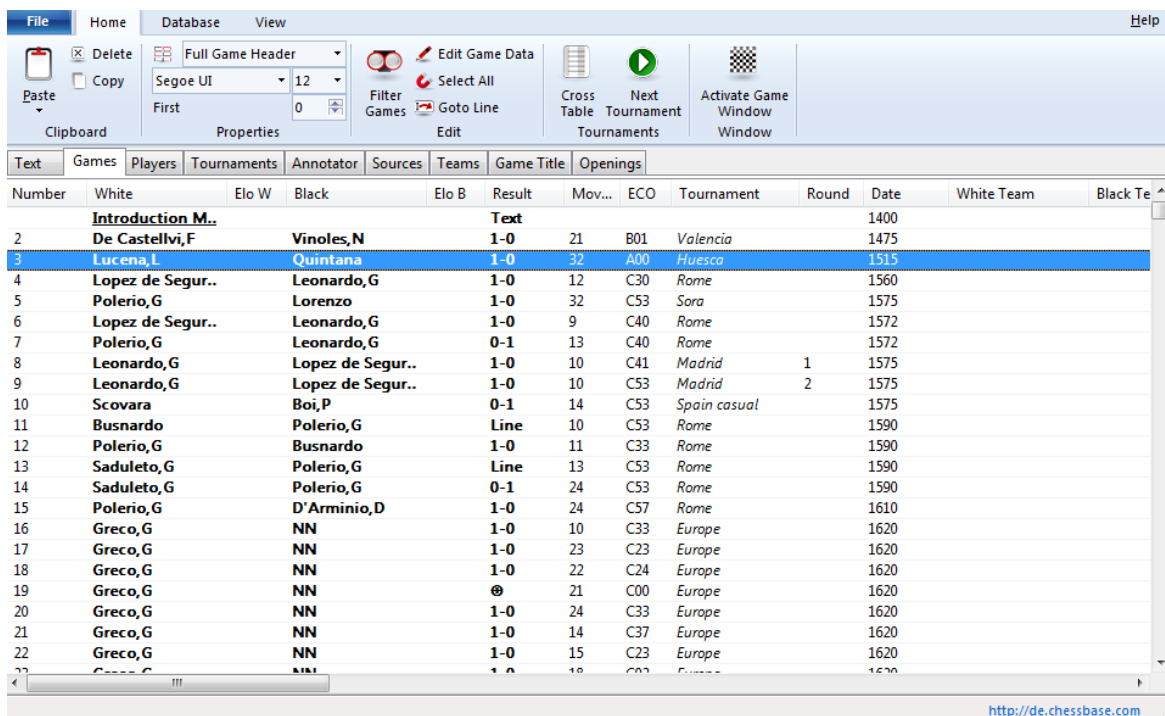 File Home Database View Help
Delete Full Game Header Edit Game Data
Copy Segoe UI 12 Select All
Paste First 0 Filter Games Goto Line Cross Table Next Tournament Activate Game Window
Clipboard Properties Edit Tournaments Window
Text Games Players Tournaments Annotator Sources Teams Game Title Openings
Number White Elo W Black Elo B Result Mov... ECO Tournament Round Date White Team Black Te
Introduction M.. Text 1400
2 De Castellvi,F Vinoles,N 1-0 21 B01 Valencia 1475
3 Lucena,L Quintana 1-0 32 A00 Huesca 1515
4 Lopez de Segur.. Leonardo,G 1-0 12 C30 Rome 1560
5 Polerio,G Lorenzo 1-0 32 C53 Sora 1575
6 Lopez de Segur.. Leonardo,G 1-0 9 C40 Rome 1572
7 Polerio,G Leonardo,G 0-1 13 C40 Rome 1572
8 Leonardo,G Lopez de Segur.. 1-0 10 C41 Madrid 1 1575
9 Leonardo,G Lopez de Segur.. 1-0 10 C53 Madrid 2 1575
10 Scovara Boi,P 0-1 14 C53 Spain casual 1575
11 Busnardo Polerio,G Line 10 C53 Rome 1590
12 Polerio,G Busnardo 1-0 11 C33 Rome 1590
13 Saduleto,G Polerio,G Line 13 C53 Rome 1590
14 Saduleto,G Polerio,G 0-1 24 C53 Rome 1590
15 Polerio,G D'Arminio,D 1-0 24 C57 Rome 1610
16 Greco,G NN 1-0 10 C33 Europe 1620
17 Greco,G NN 1-0 23 C23 Europe 1620
18 Greco,G NN 1-0 22 C24 Europe 1620
19 Greco,G NN 21 C00 Europe 1620
20 Greco,G NN 1-0 24 C33 Europe 1620
21 Greco,G NN 1-0 14 C37 Europe 1620
22 Greco,G NN 1-0 15 C23 Europe 1620
http://de.chessbase.com